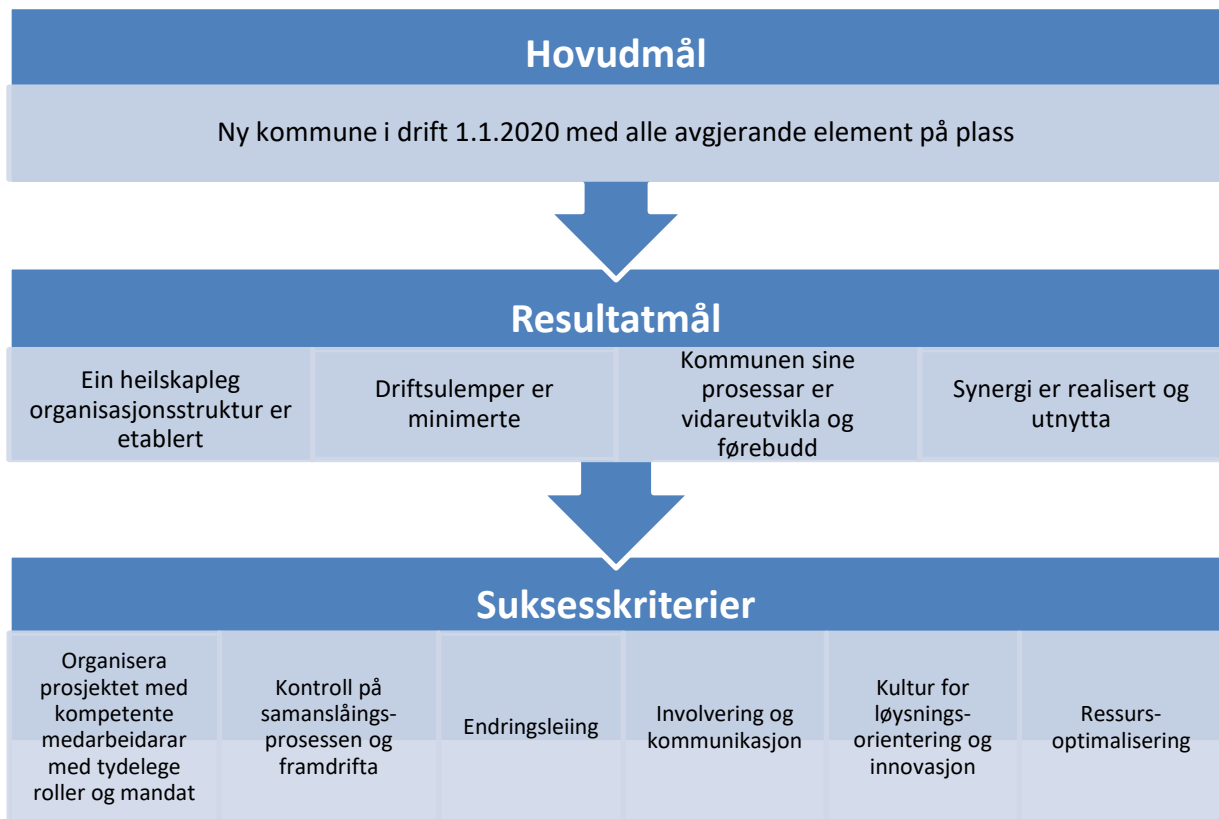 Hovudmål
Ny kommune i drift 1.1.2020 med alle avgjerande element på plass
Resultatmål
Ein heilskapleg
organisasjonsstruktur er
etablert
Driftsulemper er
minimerte
Kommunen sine
prosessar er
vidareutvikla og
førebudd
Synergi er realisert og
utnytta
Suksesskriterier
Organisera
prosjektet med
kompetente
medarbeidarar
med tydelege
roller og mandat
Kontroll på
samanslåings-
prosessen og
framdrifta
Endringsleiing
Involvering og
kommunikasjon
Kultur for
løysnings-
orientering og
innovasjon
Ressurs-
optimalisering